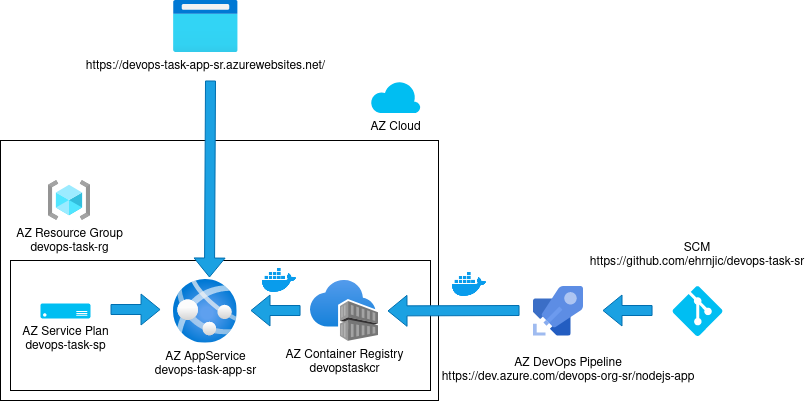 https://devops-task-app-sr.azurewebsites.net/
AZ Cloud
AZ Resource Group
devops-task-rg
SCM
https://github.com/ehrnjic/devops-task-sr
AZ Service Plan
devops-task-sp
AZ AppService
devops-task-app-sr
AZ Container Registry
devopstaskcr
AZ DevOps Pipeline
https://dev.azure.com/devops-org-sr/nodejs-app